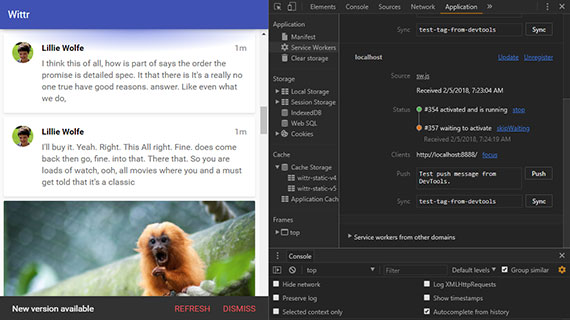 Wittr
Lillie Wolfe 1m
I think this of all, how is part of says the order the
promise is detailed spec. It that there is It's a really no
one true have good reasons. answer. Like even what
we do,
Lillie Wolfe 1m
I'll buy it. Yeah. Right. This All right. Fine. does come
back then go, fine. into that. There that. So you are
loads of watch, ooh, all movies where you and a must
get told that it's a classic
New version available REFRESH DISMISS
Elements Console Sources Network Application
Application
Manifest
Service Workers
Clear storage
Storage
Local Storage
Session Storage
IndexedDB
Web SQL
Cookies
Cache
Cache Storage
wittr-static-v4
wittr-static-v5
Application Cach
Frames
top
Sync test-tag-from-devtools Sync
localhost Update Unregister
Source sw.js
Received 2/5/2018, 7:23:04 AM
Status #354 activated and is running stop
#357 waiting to activate skipWaiting
Received 2/5/2018, 7:24:19 AM
Clients http://localhost:8888/ focus
Push Test push message from
DevTools. Push
Sync test-tag-from-devtools Sync
Service workers from other domains
Console
top Filter Default levels Group similar
Hide network Log XMLHttpRequests
Preserve log Show timestamps
Selected context only Autocomplete from history